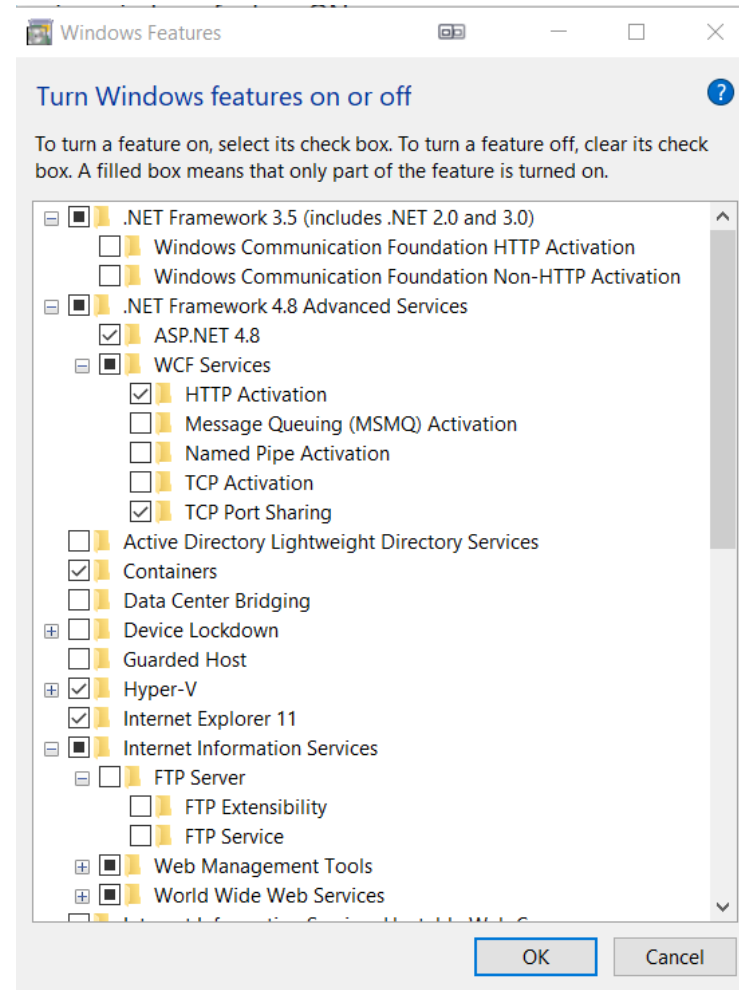 Windows Features
Turn Windows features on or off
To turn a feature on, select its check box. To turn a feature off, clear its check
box. A filled box means that only part of the feature is turned on.
.NET Framework 3.5 (includes .NET 2.0 and 3.0)
Windows Communication Foundation HTTP Activation
Windows Communication Foundation Non-HTTP Activation
.NET Framework 4.8 Advanced Services
ASP.NET 4.8
WCF Services
HTTP Activation
Message Queuing (MSMQ) Activation
Named Pipe Activation
TCP Activation
TCP Port Sharing
Active Directory Lightweight Directory Services
Containers
Data Center Bridging
Device Lockdown
Guarded Host
Hyper-V
Internet Explorer 11
Internet Information Services
FTP Server
FTP Extensibility
FTP Service
Web Management Tools
World Wide Web Services
OK
Cancel